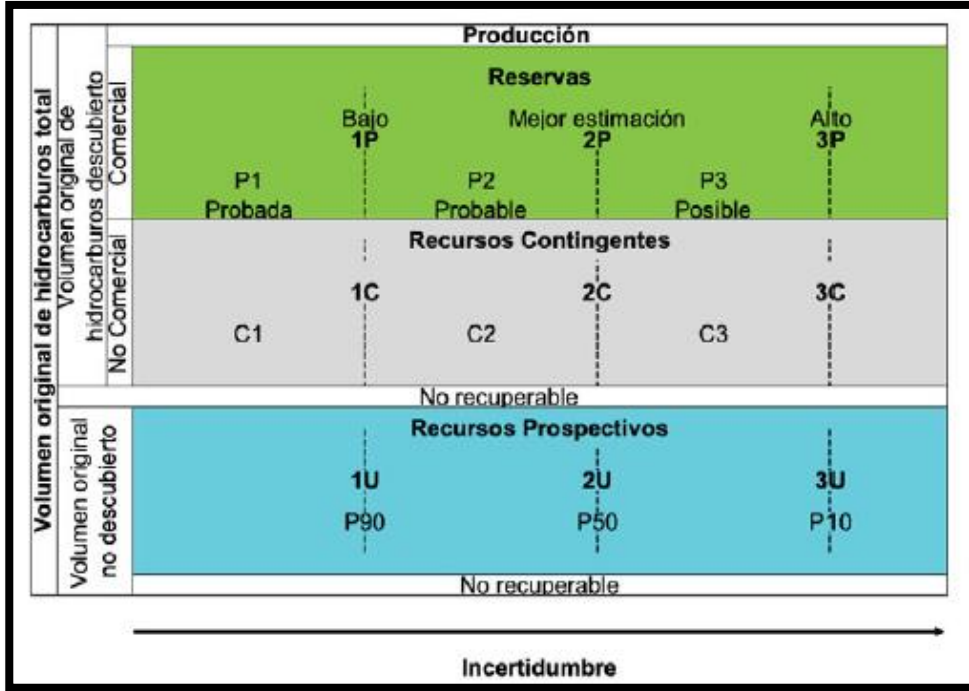 Volumen original de hidrocarburos total
Volumen original de
hidrocarburos descubierto
Comercial
No Comercial
Volumen original
no descubierto
Producción
Reservas
Bajo
1P
Mejor estimación
2P
Alto
3P
P1
Probada
P2
Probable
P3
Posible
Recursos Contingentes
1C
2C
3C
C1
C2
C3
No recuperable
Recursos Prospectivos
1U
2U
3U
P90
P50
P10
No recuperable
Incertidumbre